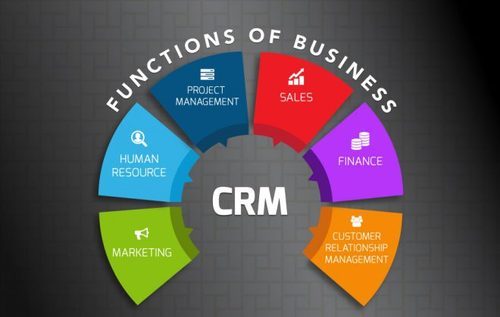 FUNCTIONS OF BUSINESS
PROJECT
MANAGEMENT
SALES
HUMAN
RESOURCE
FINANCE
CRM
MARKETING
CUSTOMER
RELATIONSHIP
MANAGEMENT